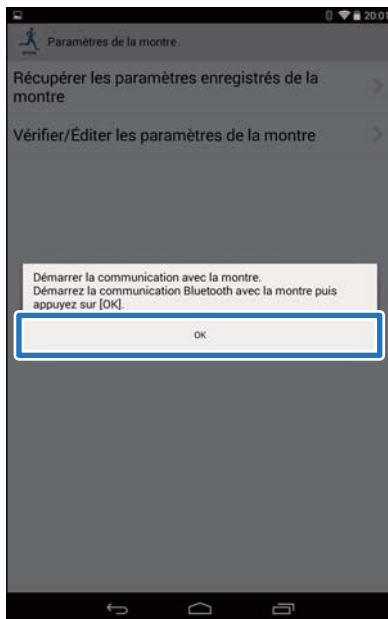 20:01
Paramètres de la montre
Récupérer les paramètres enregistrés de la
montre
Vérifier/Éditer les paramètres de la montre
Démarrer la communication avec la montre.
Démarrez la communication Bluetooth avec la montre puis
appuyez sur [OK].
OK